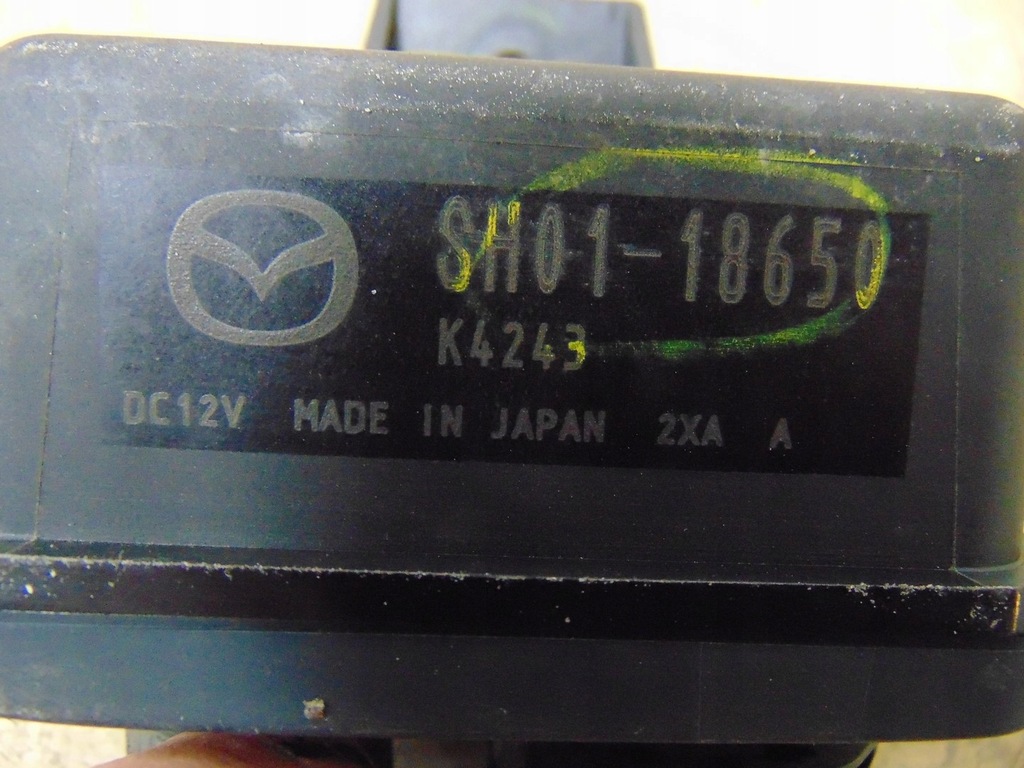 SH01-18650
K4243
DC12V MADE IN JAPAN 2XA A